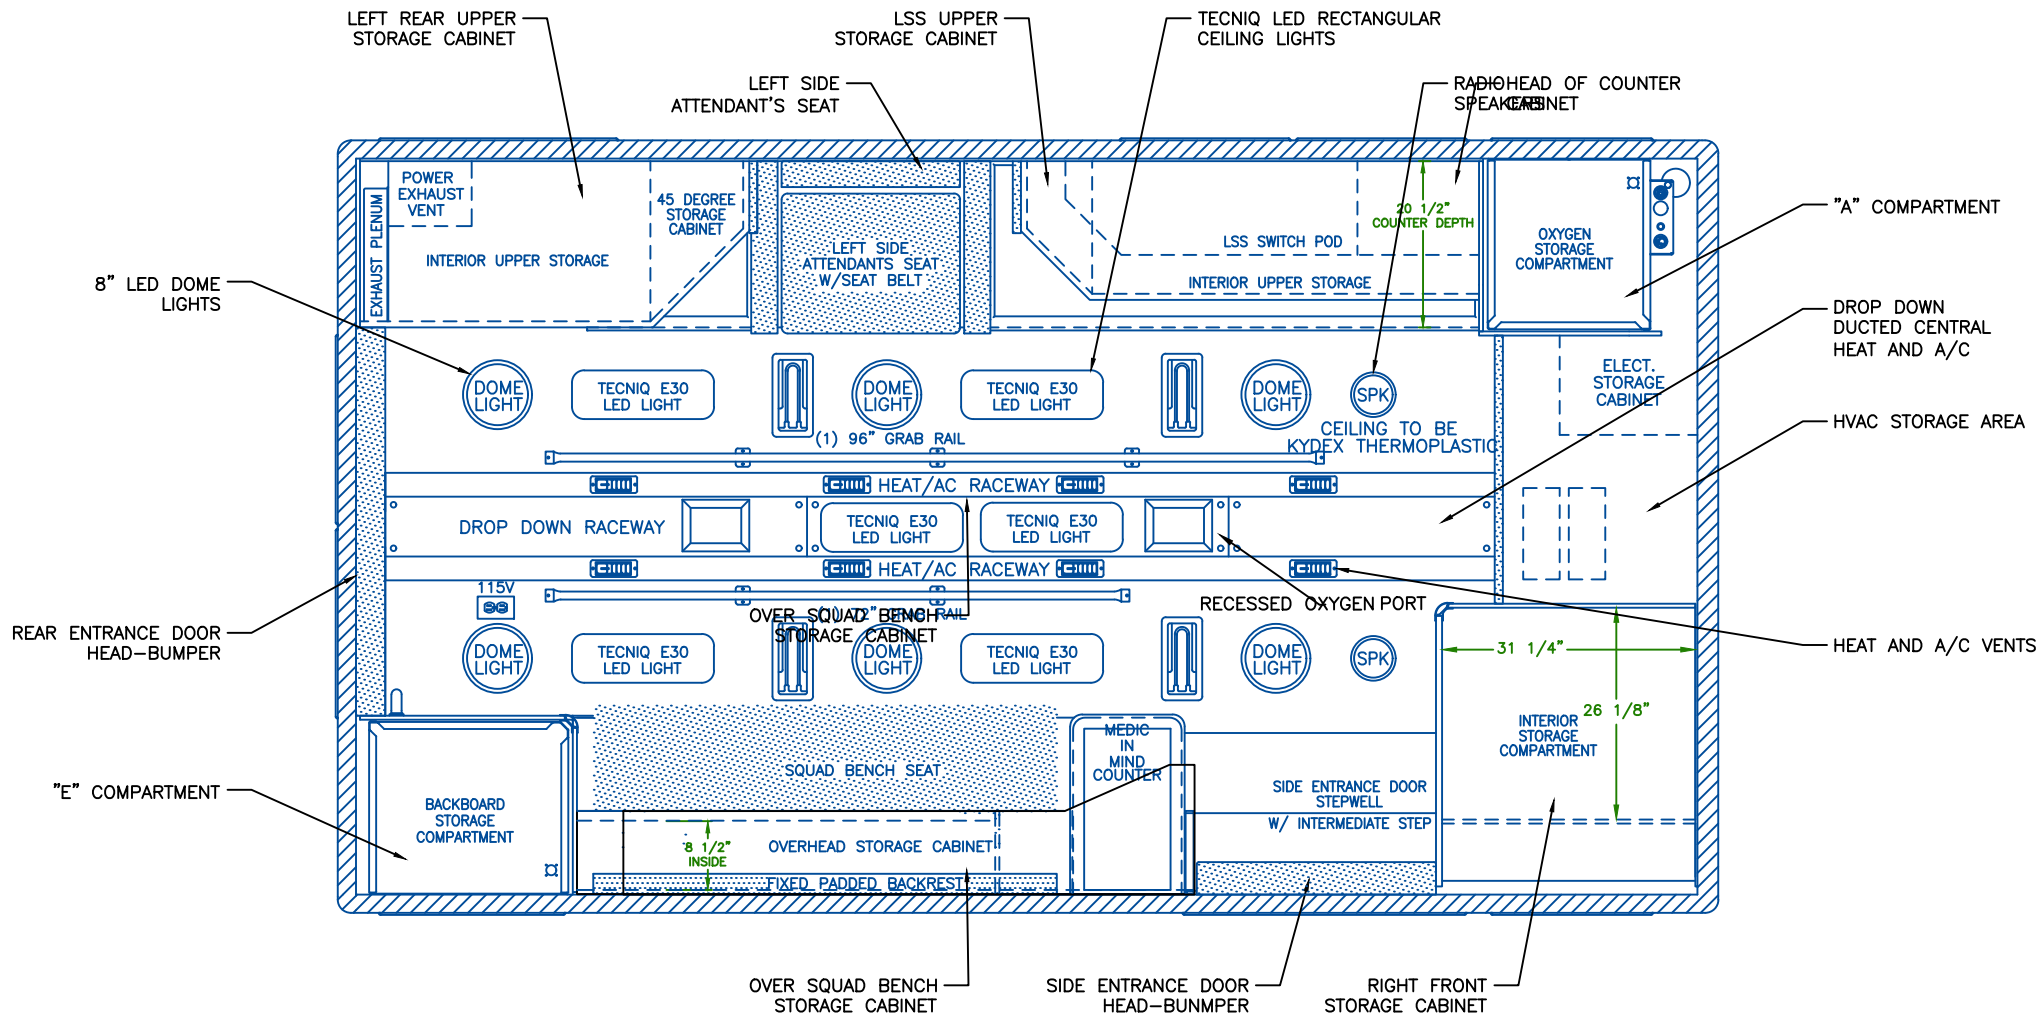 LEFT REAR UPPER
STORAGE CABINET
LSS UPPER
STORAGE CABINET
TECNIQ LED RECTANGULAR
CEILING LIGHTS
LEFT SIDE
ATTENDANT'S SEAT
RADIO
SPEAKERS
HEAD OF COUNTER
CABINET
"A" COMPARTMENT
8" LED DOME
LIGHTS
DROP DOWN
DUCTED CENTRAL
HEAT AND A/C
HVAC STORAGE AREA
REAR ENTRANCE DOOR
HEAD-BUMPER
HEAT AND A/C VENTS
"E" COMPARTMENT
POWER
EXHAUST
VENT
EXHAUST PLENUM
INTERIOR UPPER STORAGE
45 DEGREE
STORAGE
CABINET
LEFT SIDE
ATTENDANTS SEAT
W/SEAT BELT
LSS SWITCH POD
INTERIOR UPPER STORAGE
20 1/2"
COUNTER DEPTH
OXYGEN
STORAGE
COMPARTMENT
ELECT.
STORAGE
CABINET
DOME
LIGHT
TECNIQ E30
LED LIGHT
DOME
LIGHT
TECNIQ E30
LED LIGHT
DOME
LIGHT
SPK
CEILING TO BE
KYDEX THERMOPLASTIC
(1) 96" GRAB RAIL
HEAT/AC RACEWAY
DROP DOWN RACEWAY
TECNIQ E30
LED LIGHT
TECNIQ E30
LED LIGHT
HEAT/AC RACEWAY
115V
(1) 72" GRAB RAIL
OVER SQUAD BENCH
STORAGE CABINET
RECESSED OXYGEN PORT
DOME
LIGHT
TECNIQ E30
LED LIGHT
DOME
LIGHT
TECNIQ E30
LED LIGHT
DOME
LIGHT
SPK
31 1/4"
26 1/8"
INTERIOR
STORAGE
COMPARTMENT
MEDIC
IN
MIND
COUNTER
SQUAD BENCH SEAT
SIDE ENTRANCE DOOR
STEPWELL
W/ INTERMEDIATE STEP
BACKBOARD
STORAGE
COMPARTMENT
8 1/2"
INSIDE
OVERHEAD STORAGE CABINET
FIXED PADDED BACKREST
OVER SQUAD BENCH
STORAGE CABINET
SIDE ENTRANCE DOOR
HEAD-BUNMPER
RIGHT FRONT
STORAGE CABINET